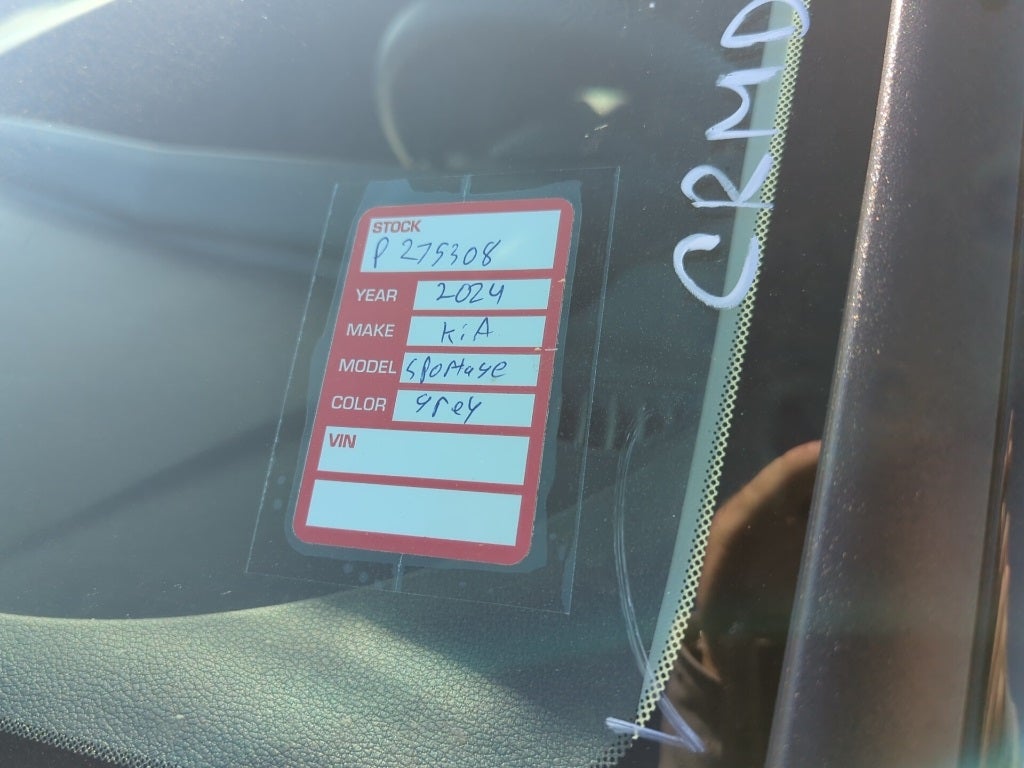 STOCK
P 275308
YEAR 2024
MAKE KiA
MODEL Sportage
COLOR grey
VIN
CRMD